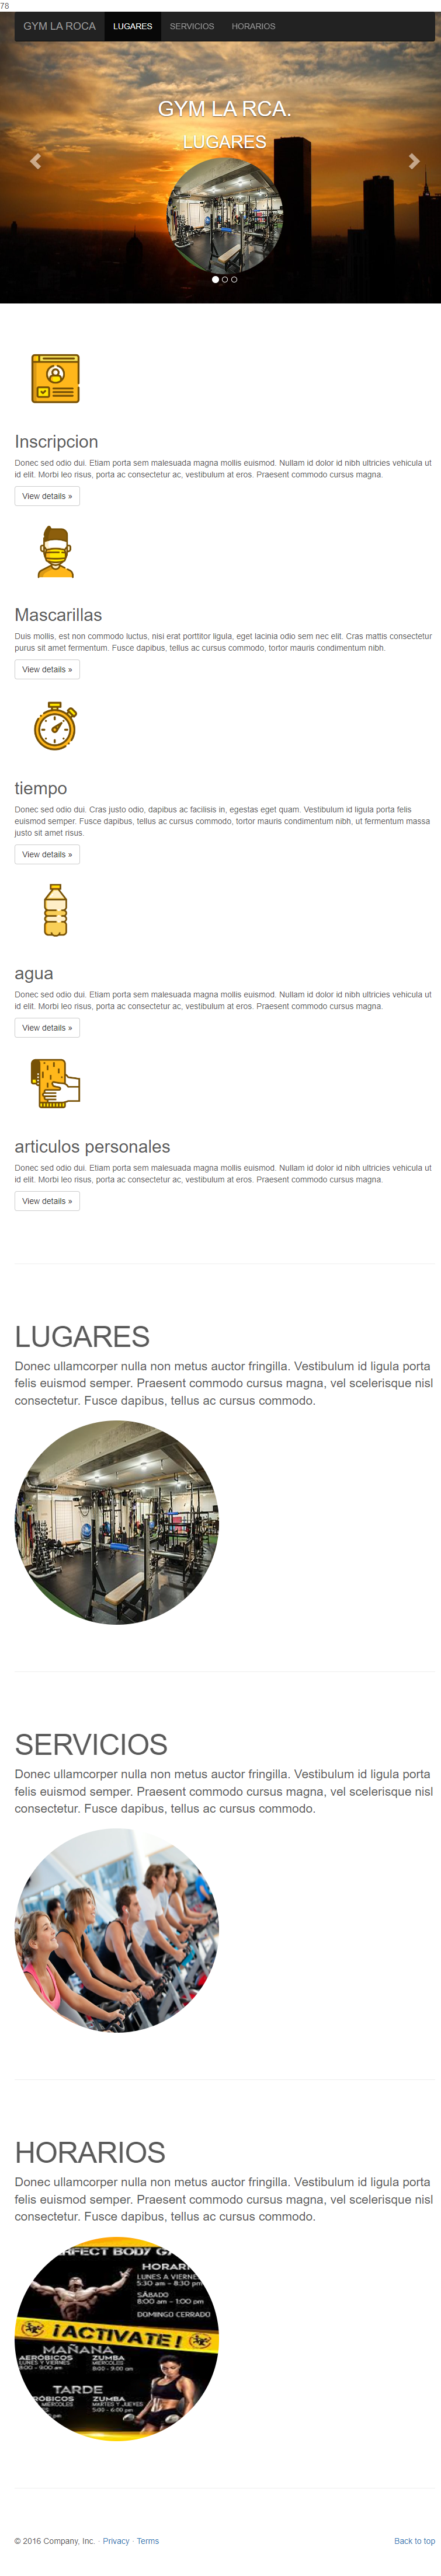 78
GYM LA ROCA LUGARES SERVICIOS HORARIOS
GYM LA RCA.
LUGARES
Inscripcion
Donec sed odio dui. Etiam porta sem malesuada magna mollis euismod. Nullam id dolor id nibh ultricies vehicula ut
id elit. Morbi leo risus, porta ac consectetur ac, vestibulum at eros. Praesent commodo cursus magna.
View details »
Mascarillas
Duis mollis, est non commodo luctus, nisi erat porttitor ligula, eget lacinia odio sem nec elit. Cras mattis consectetur
purus sit amet fermentum. Fusce dapibus, tellus ac cursus commodo, tortor mauris condimentum nibh.
View details »
tiempo
Donec sed odio dui. Cras justo odio, dapibus ac facilisis in, egestas eget quam. Vestibulum id ligula porta felis
euismod semper. Fusce dapibus, tellus ac cursus commodo, tortor mauris condimentum nibh, ut fermentum massa
justo sit amet risus.
View details »
agua
Donec sed odio dui. Etiam porta sem malesuada magna mollis euismod. Nullam id dolor id nibh ultricies vehicula ut
id elit. Morbi leo risus, porta ac consectetur ac, vestibulum at eros. Praesent commodo cursus magna.
View details »
articulos personales
Donec sed odio dui. Etiam porta sem malesuada magna mollis euismod. Nullam id dolor id nibh ultricies vehicula ut
id elit. Morbi leo risus, porta ac consectetur ac, vestibulum at eros. Praesent commodo cursus magna.
View details »
LUGARES
Donec ullamcorper nulla non metus auctor fringilla. Vestibulum id ligula porta
felis euismod semper. Praesent commodo cursus magna, vel scelerisque nisl
consectetur. Fusce dapibus, tellus ac cursus commodo.
SERVICIOS
Donec ullamcorper nulla non metus auctor fringilla. Vestibulum id ligula porta
felis euismod semper. Praesent commodo cursus magna, vel scelerisque nisl
consectetur. Fusce dapibus, tellus ac cursus commodo.
HORARIOS
Donec ullamcorper nulla non metus auctor fringilla. Vestibulum id ligula porta
felis euismod semper. Praesent commodo cursus magna, vel scelerisque nisl
consectetur. Fusce dapibus, tellus ac cursus commodo.
RFECT BODY G
HORAR
LUNES A VIERNE
5:30 am - 8:30 pm
SÁBADO
8:00 am - 1:00 pm
DOMINGO CERRADO
¡ACTIVATE!
MAÑANA
AERÓBICOS ZUMBA
LUNES Y VIERNES MIERCOLES
8:00 - 9:00 am 8:00 - 9:00 am
TARDE
RÓBICOS ZUMBA
MIERCOLES MARTES Y JUEVES
5:00 - 6:00 pm
© 2016 Company, Inc. · Privacy · Terms Back to top